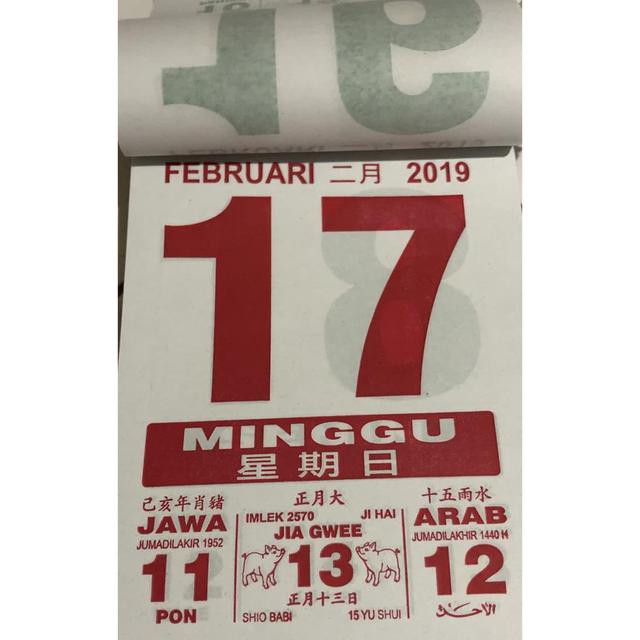 FEBRUARI 二月 2019
17
MINGGU
星期日
己亥年肖豬
JAWA
JUMADILAKIR 1952
11
PON
正月大
IMLEK 2570 JI HAI
JIA GWEE
13
正月十三日
SHIO BABI 15 YU SHUI
十五雨水
ARAB
JUMADILAKHIR 1440 H
12
الأحد